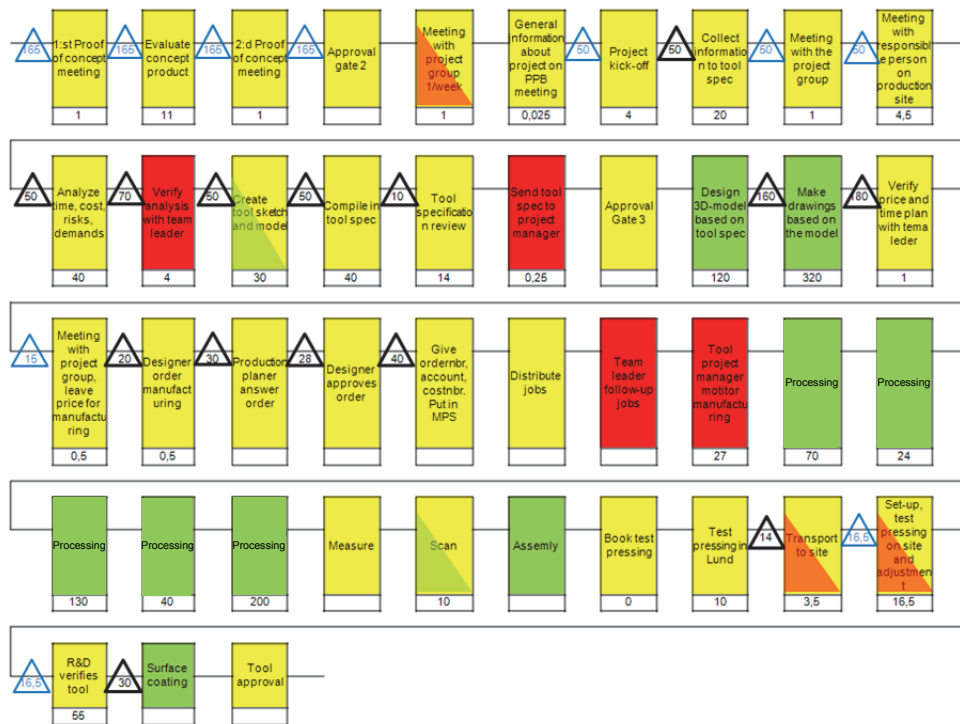 165
1:st Proof
of concept
meeting
1
165
Evaluate
concept
product
11
165
2:d Proof
of concept
meeting
1
165
Approval
gate 2
Meeting
with
project
group
1/week
1
General
information
about
project on
PPB
meeting
0,025
50
Project
kick-off
4
50
Collect
informatio
n to tool
spec
20
50
Meeting
with the
project
group
1
50
Meeting
with
responsibl
e person
on
production
site
4,5
50
Analyze
time, cost,
risks,
demands
40
70
Verify
analysis
with team
leader
4
50
Create
tool sketch
and model
30
50
Compile in
tool spec
40
10
Tool
specificatio
n review
14
Send tool
spec to
project
manager
0,25
Approval
Gate 3
Design
3D-model
based on
tool spec
120
160
Make
drawings
based on
the model
320
180
Verify
price and
time plan
with tema
leder
1
15
Meeting
with
project
group,
leave
price for
manufactu
ring
0,5
20
Designer
order
manufact
uring
0,5
30
Production
planer
answer
order
28
Designer
approves
order
40
Give
ordernbr,
account,
costnbr.
Put in
MPS
Distribute
jobs
Team
leader
follow-up
jobs
Tool
project
manager
motitor
manufactu
ring
27
Processing
70
Processing
24
Processing
130
Processing
40
Processing
200
Measure
Scan
10
Assemly
Book test
pressing
0
Test
pressing in
Lund
10
14
Transport
to site
3,5
16,5
Set-up,
test
pressing
on site
and
adjustmen
t
16,5
16,5
R&D
verifies
tool
55
30
Surface
coating
Tool
approval